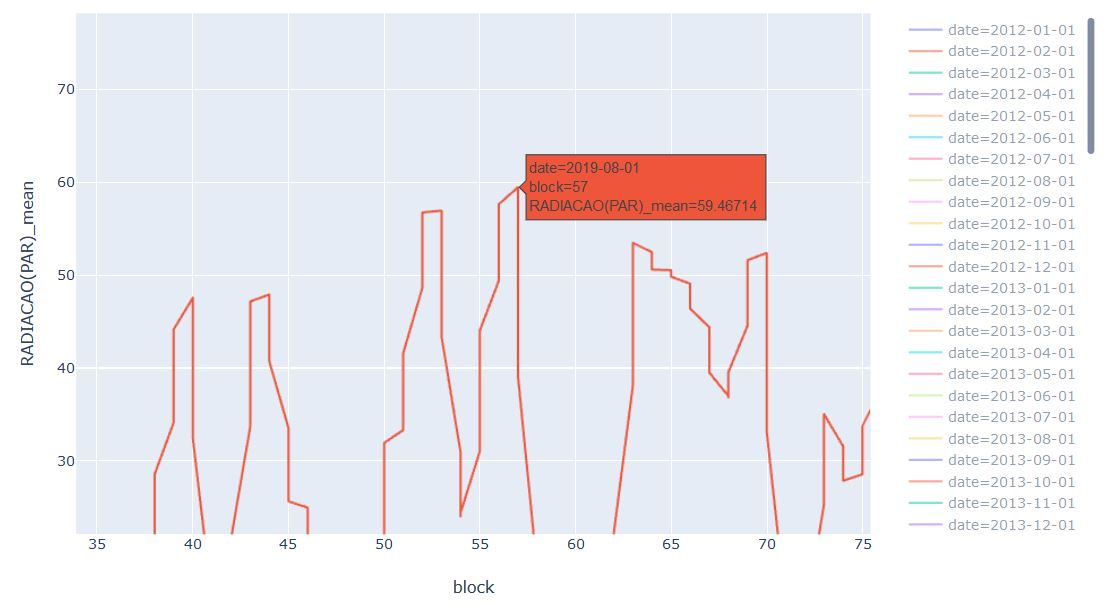 70
60
50
40
30
RADIACAO(PAR)_mean
35
40
45
50
55
60
65
70
75
block
date=2019-08-01
block=57
RADIACAO(PAR)_mean=59.46714
date=2012-01-01
date=2012-02-01
date=2012-03-01
date=2012-04-01
date=2012-05-01
date=2012-06-01
date=2012-07-01
date=2012-08-01
date=2012-09-01
date=2012-10-01
date=2012-11-01
date=2012-12-01
date=2013-01-01
date=2013-02-01
date=2013-03-01
date=2013-04-01
date=2013-05-01
date=2013-06-01
date=2013-07-01
date=2013-08-01
date=2013-09-01
date=2013-10-01
date=2013-11-01
date=2013-12-01